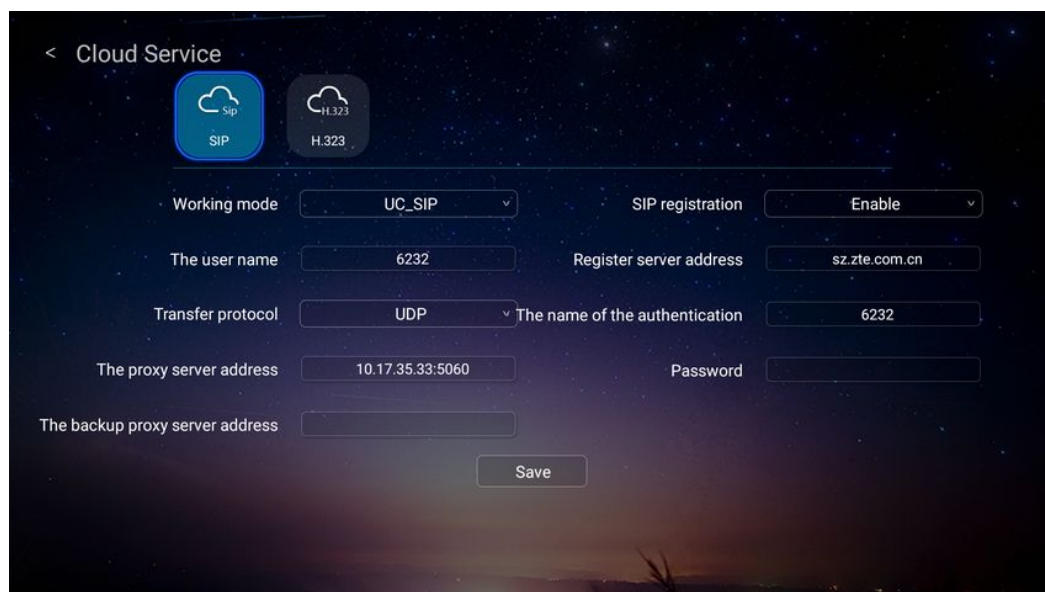 < Cloud Service
Sip H.323
SIP H.323
Working mode UC_SIP SIP registration Enable
The user name 6232 Register server address sz.zte.com.cn
Transfer protocol UDP The name of the authentication 6232
The proxy server address 10.17.35.33:5060 Password
The backup proxy server address
Save